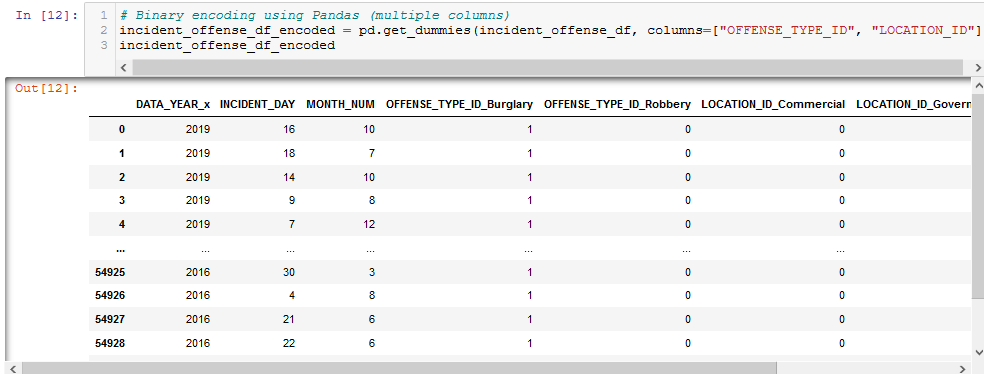 In [12]:
1 # Binary encoding using Pandas (multiple columns)
2 incident_offense_df_encoded = pd.get_dummies(incident_offense_df, columns=["OFFENSE_TYPE_ID", "LOCATION_ID"]
3 incident_offense_df_encoded
Out[12]:
DATA_YEAR_x INCIDENT_DAY MONTH_NUM OFFENSE_TYPE_ID_Burglary OFFENSE_TYPE_ID_Robbery LOCATION_ID_Commercial LOCATION_ID_Govern
0 2019 16 10 1 0 0
1 2019 18 7 1 0 0
2 2019 14 10 1 0 0
3 2019 9 8 1 0 0
4 2019 7 12 1 0 0
... ... ... ... ... ... ...
54925 2016 30 3 1 0 0
54926 2016 4 8 1 0 0
54927 2016 21 6 1 0 0
54928 2016 22 6 1 0 0